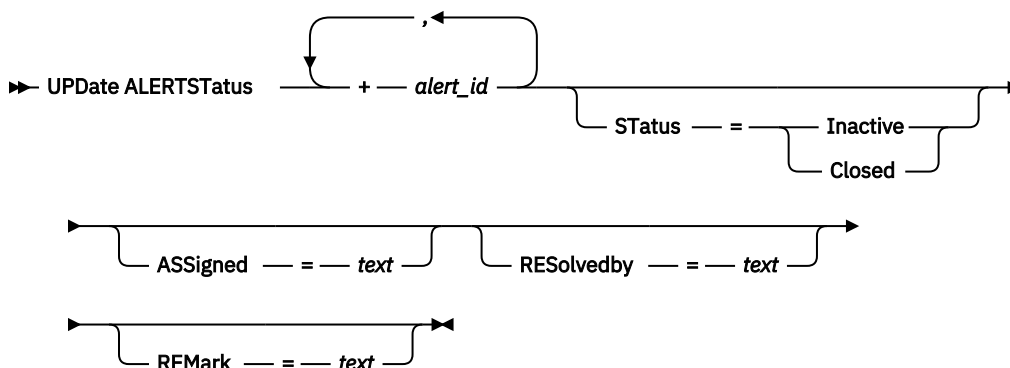 ,
UPDate ALERTSTatus + alert_id
STatus = Inactive
Closed
ASSigned = text RESolvedby = text
REMark = text